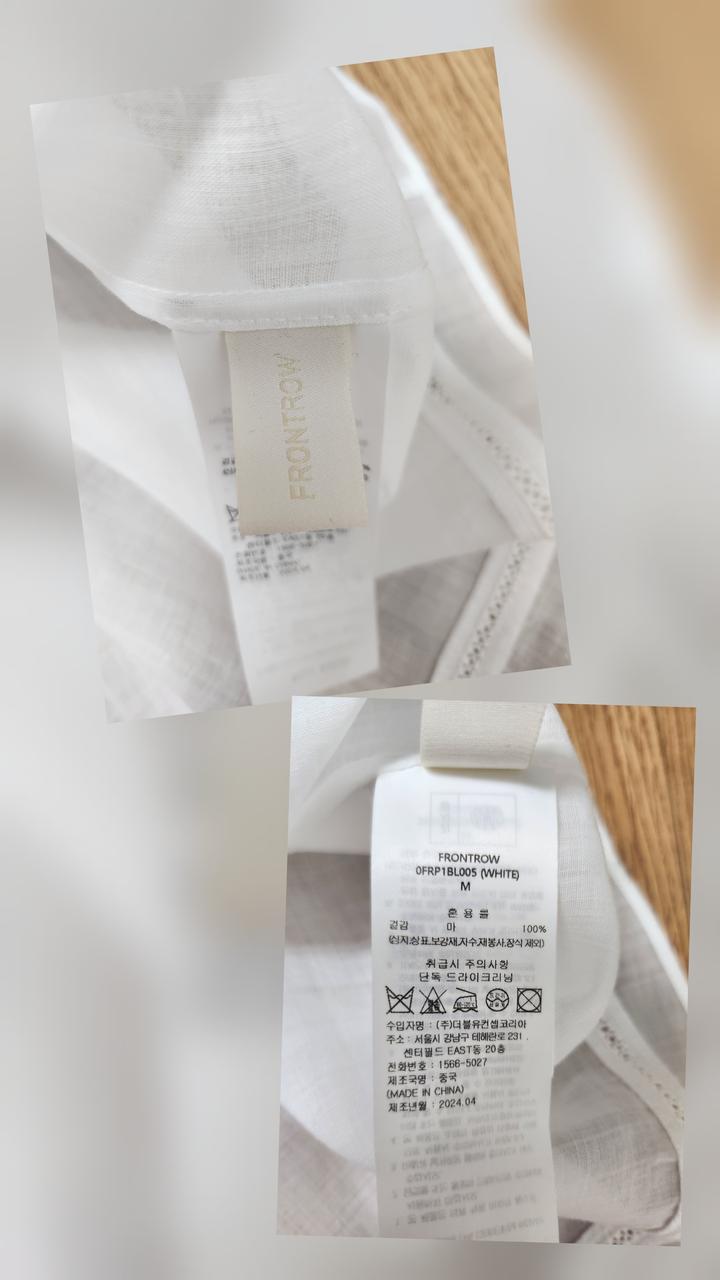 FRONTROW
FRONTROW
0FRP1BL005 (WHITE)
M
혼 용 률
겉감 마 100%
(심지,상표,보강재,자수,재봉사,장식 제외)
취급시 주의사항
단독 드라이크리닝
수입자명 : (주)더블유컨셉코리아
주소 : 서울시 강남구 테헤란로 231 .
센터필드 EAST동 20층
전화번호 : 1566-5027
제조국명 : 중국
(MADE IN CHINA)
제조년월 : 2024.04